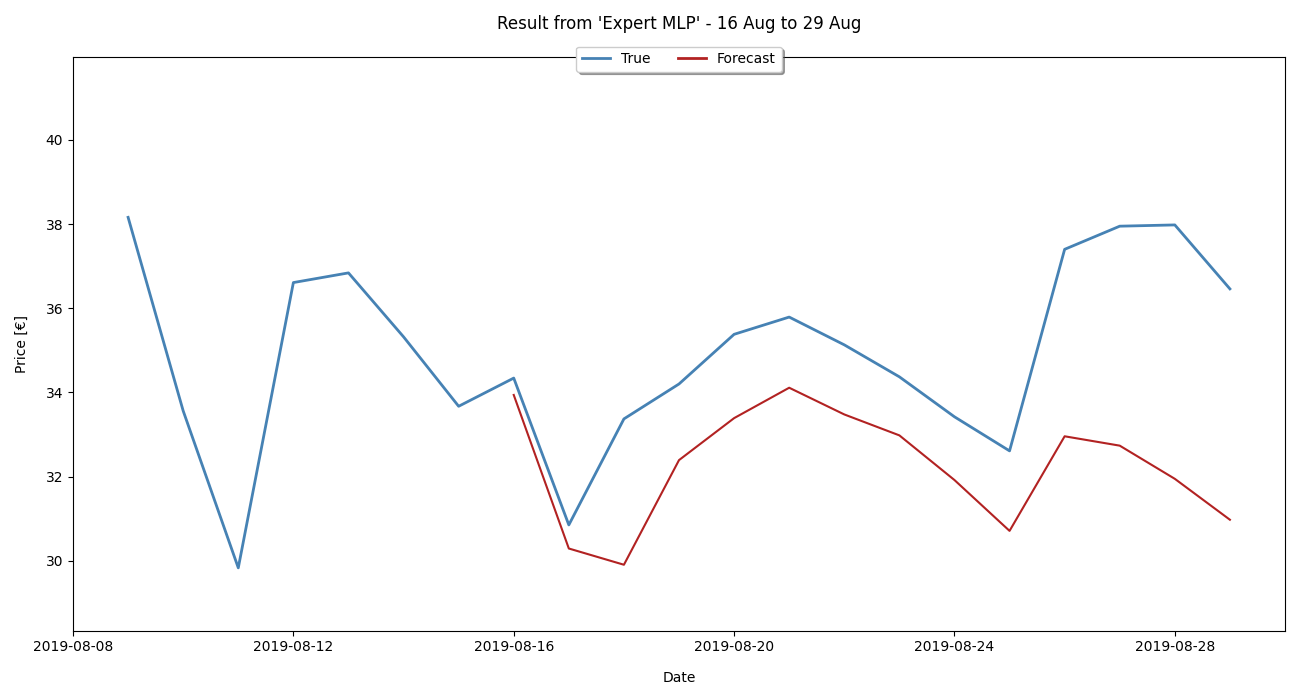 Result from 'Expert MLP' - 16 Aug to 29 Aug
True Forecast
40
38
36
34
32
30
Price [€]
2019-08-08 2019-08-12 2019-08-16 2019-08-20 2019-08-24 2019-08-28
Date